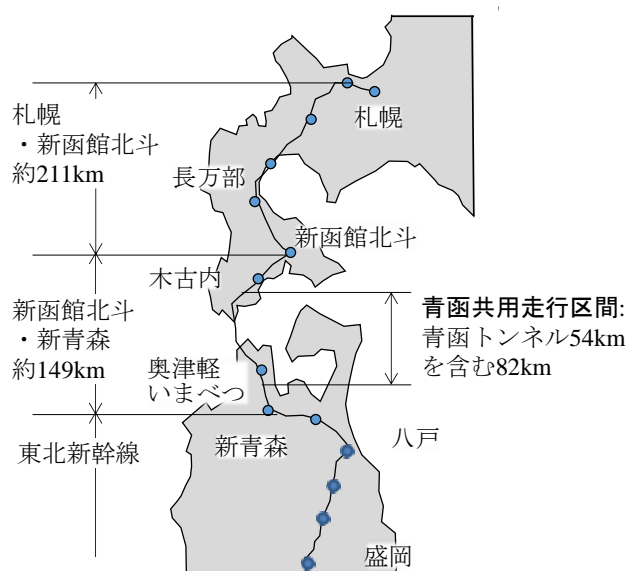 札幌
・新函館北斗
約211km
札幌
長万部
新函館北斗
木古内
新函館北斗
・新青森
約149km
青函共用走行区間:
青函トンネル54km
を含む82km
奥津軽
いまべつ
東北新幹線
新青森
八戸
盛岡